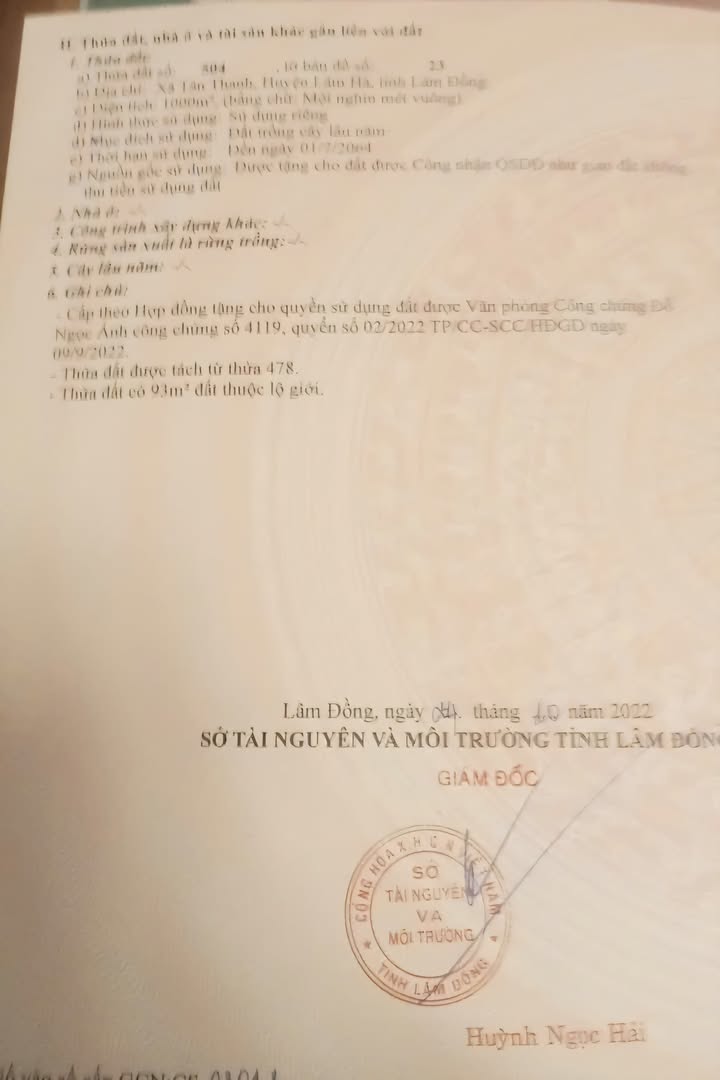 II. Thửa đất, nhà ở và tài sản khác gắn liền với đất
1. Thửa đất:
a) Thửa đất số: , tờ bản đồ số: 23
b) Địa chỉ: Xã Tân Thanh, Huyện Lâm Hà, tỉnh Lâm Đồng
c) Diện tích: 1000m², (bằng chữ: Một nghìn mét vuông)
d) Hình thức sử dụng: Sử dụng riêng
đ) Mục đích sử dụng: Đất trồng cây lâu năm
e) Thời hạn sử dụng: Đến ngày 01/7/2064
g) Nguồn gốc sử dụng: Được tặng cho đất được Công nhận QSDĐ như giao đất không
thu tiền sử dụng đất
2. Nhà ở: -/-
3. Công trình xây dựng khác: -/-
4. Rừng sản xuất là rừng trồng: -/-
5. Cây lâu năm: -/-
6. Ghi chú:
- Cấp theo Hợp đồng tặng cho quyền sử dụng đất được Văn phòng Công chứng Đỗ
Ngọc Ánh công chứng số 4119, quyển số 02/2022 TP/CC-SCC/HĐGD ngày
09/9/2022.
- Thửa đất được tách từ thửa 478.
- Thửa đất có 93m² đất thuộc lộ giới.
Lâm Đồng, ngày 04. tháng 10 năm 2022
SỞ TÀI NGUYÊN VÀ MÔI TRƯỜNG TỈNH LÂM ĐỒNG
GIÁM ĐỐC
CỘNG HÒA X.H.C.N VIỆT NAM
SỞ
TÀI NGUYÊN
VÀ
MÔI TRƯỜNG
TỈNH LÂM ĐỒNG
Huỳnh Ngọc Hải